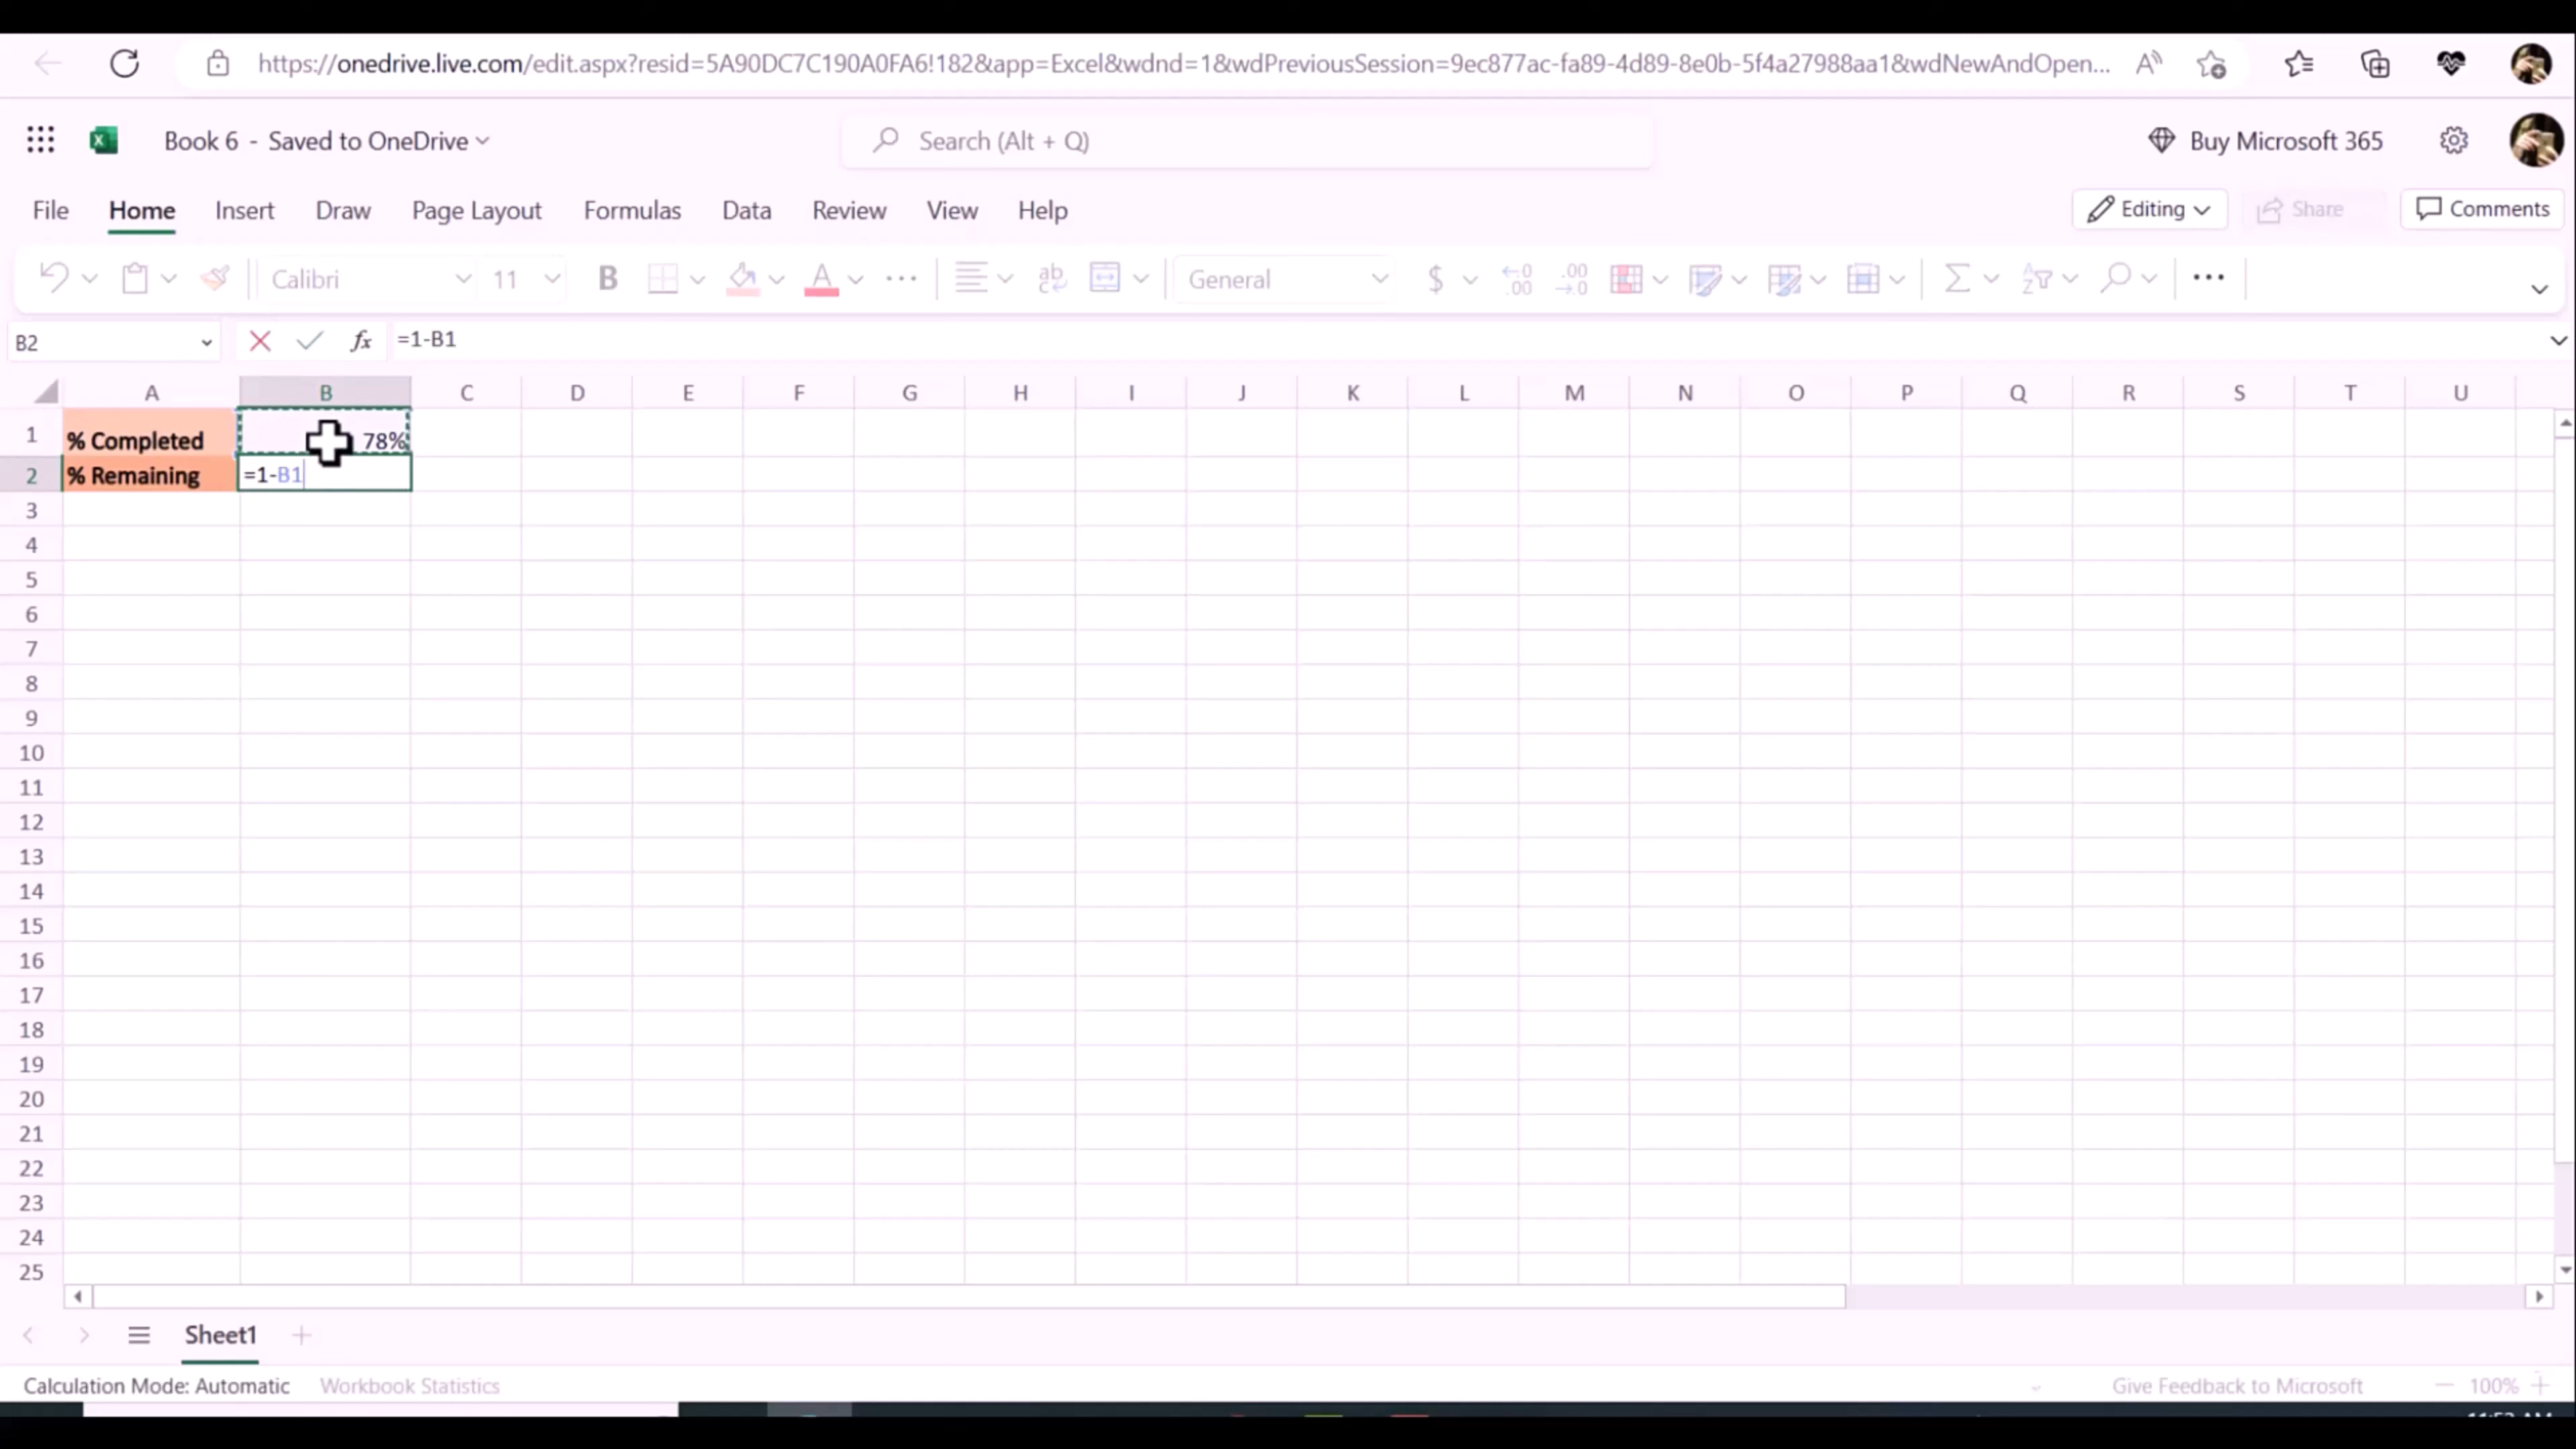 https://onedrive.live.com/edit.aspx?resid=5A90DC7C190A0FA6!182&app=Excel&wdnd=1&wdPreviousSession=9ec877ac-fa89-4d89-8e0b-5f4a27988aa1&wdNewAndOpen...
Book 6 - Saved to OneDrive
Search (Alt + Q)
Buy Microsoft 365
File Home Insert Draw Page Layout Formulas Data Review View Help
Editing Share Comments
Calibri 11 B A ... ab c General $ .00 .00 ...
B2 fx =1-B1
A B C D E F G H I J K L M N O P Q R S T U
1 % Completed 78%
2 % Remaining =1-B1
3
4
5
6
7
8
9
10
11
12
13
14
15
16
17
18
19
20
21
22
23
24
25
Sheet1
Calculation Mode: Automatic Workbook Statistics
Give Feedback to Microsoft 100%